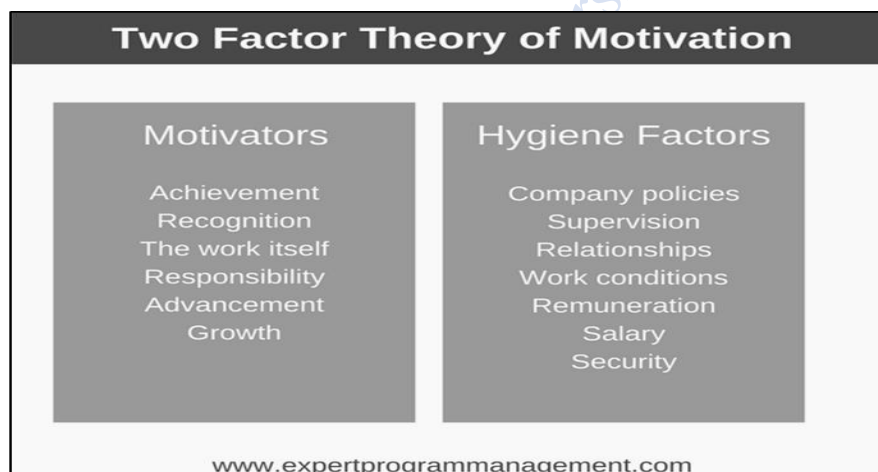 Two Factor Theory of Motivation
Motivators
Achievement
Recognition
The work itself
Responsibility
Advancement
Growth
Hygiene Factors
Company policies
Supervision
Relationships
Work conditions
Remuneration
Salary
Security
www.expertprogrammanagement.com